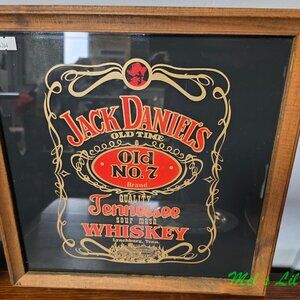 JACK DANIEL'S
OLD TIME
Old
NO. 7
Brand
QUALITY
Tennessee
sour mash
WHISKEY
Lynchburg, Tenn.
Mel's Lil